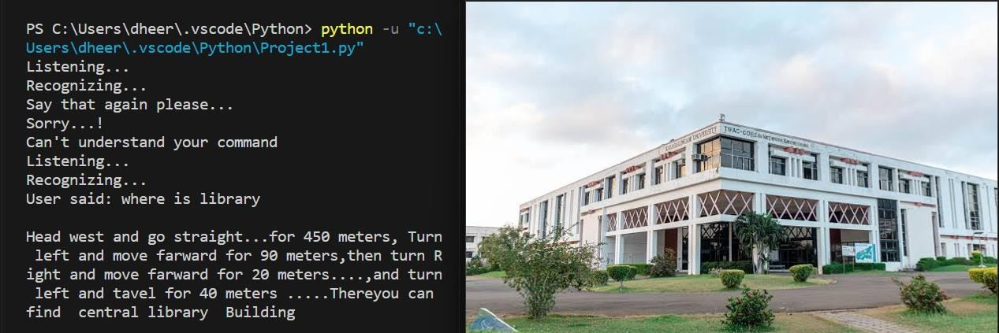 PS C:\Users\dheer\.vscode\Python> python -u "c:\
Users\dheer\.vscode\Python\Project1.py"
Listening...
Recognizing...
Say that again please...
Sorry...!
Can't understand your command
Listening...
Recognizing...
User said: where is library
Head west and go straight...for 450 meters, Turn
left and move farward for 90 meters,then turn R
ight and move farward for 20 meters....,and turn
left and tavel for 40 meters .....Thereyou can
find  central library  Building
KALASALINGAM UNIVERSITY
TIFAC-CORE IN NETWORK ENGINEERING